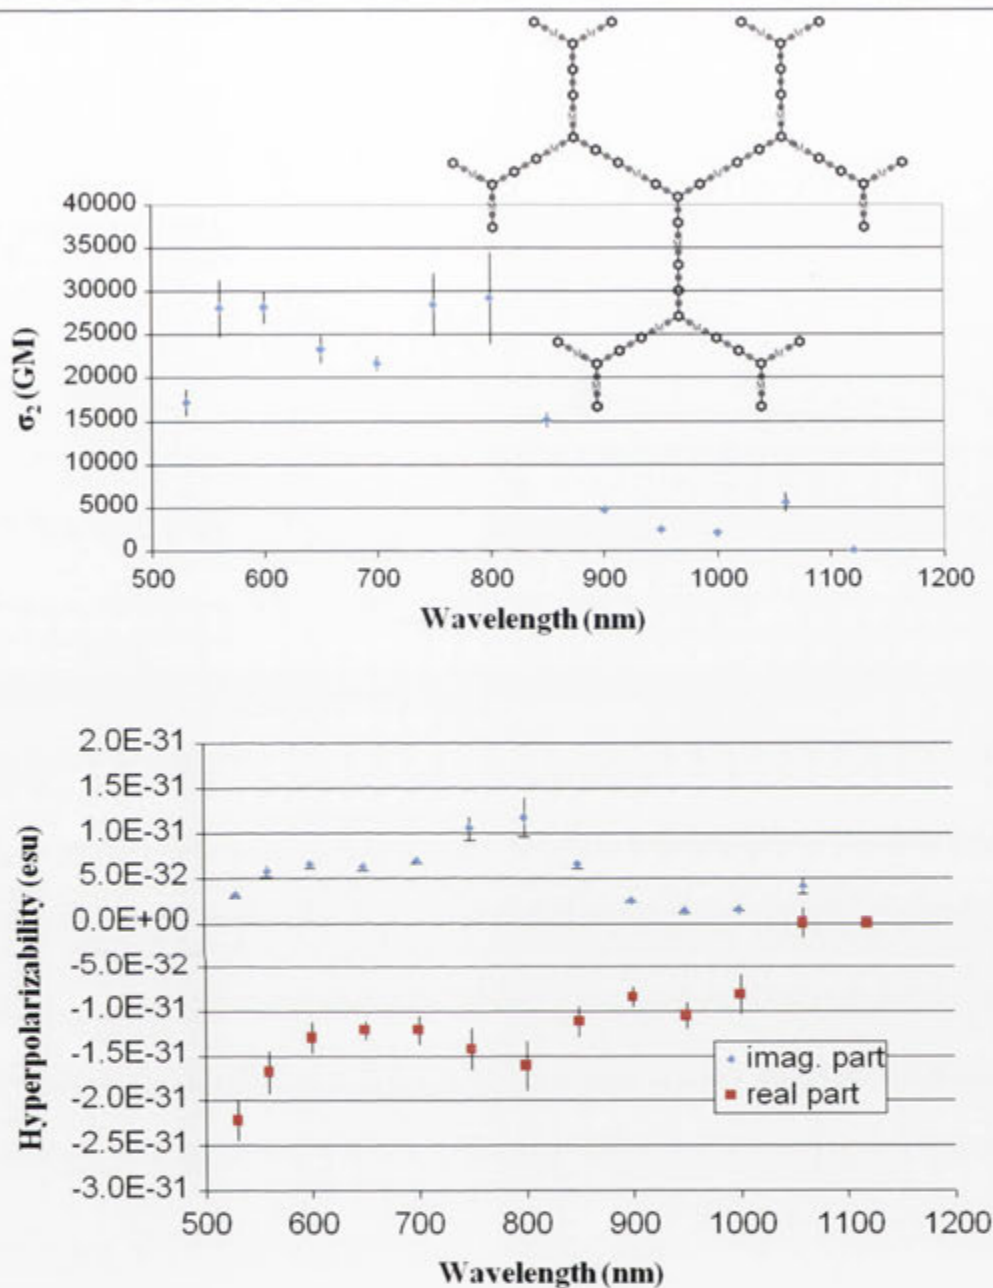 40000
35000
30000
25000
20000
15000
10000
5000
0
σ₂ (GM)
500 600 700 800 900 1000 1100 1200
Wavelength (nm)
2.0E-31
1.5E-31
1.0E-31
5.0E-32
0.0E+00
-5.0E-32
-1.0E-31
-1.5E-31
-2.0E-31
-2.5E-31
-3.0E-31
Hyperpolarizability (esu)
imag. part
real part
500 600 700 800 900 1000 1100 1200
Wavelength (nm)